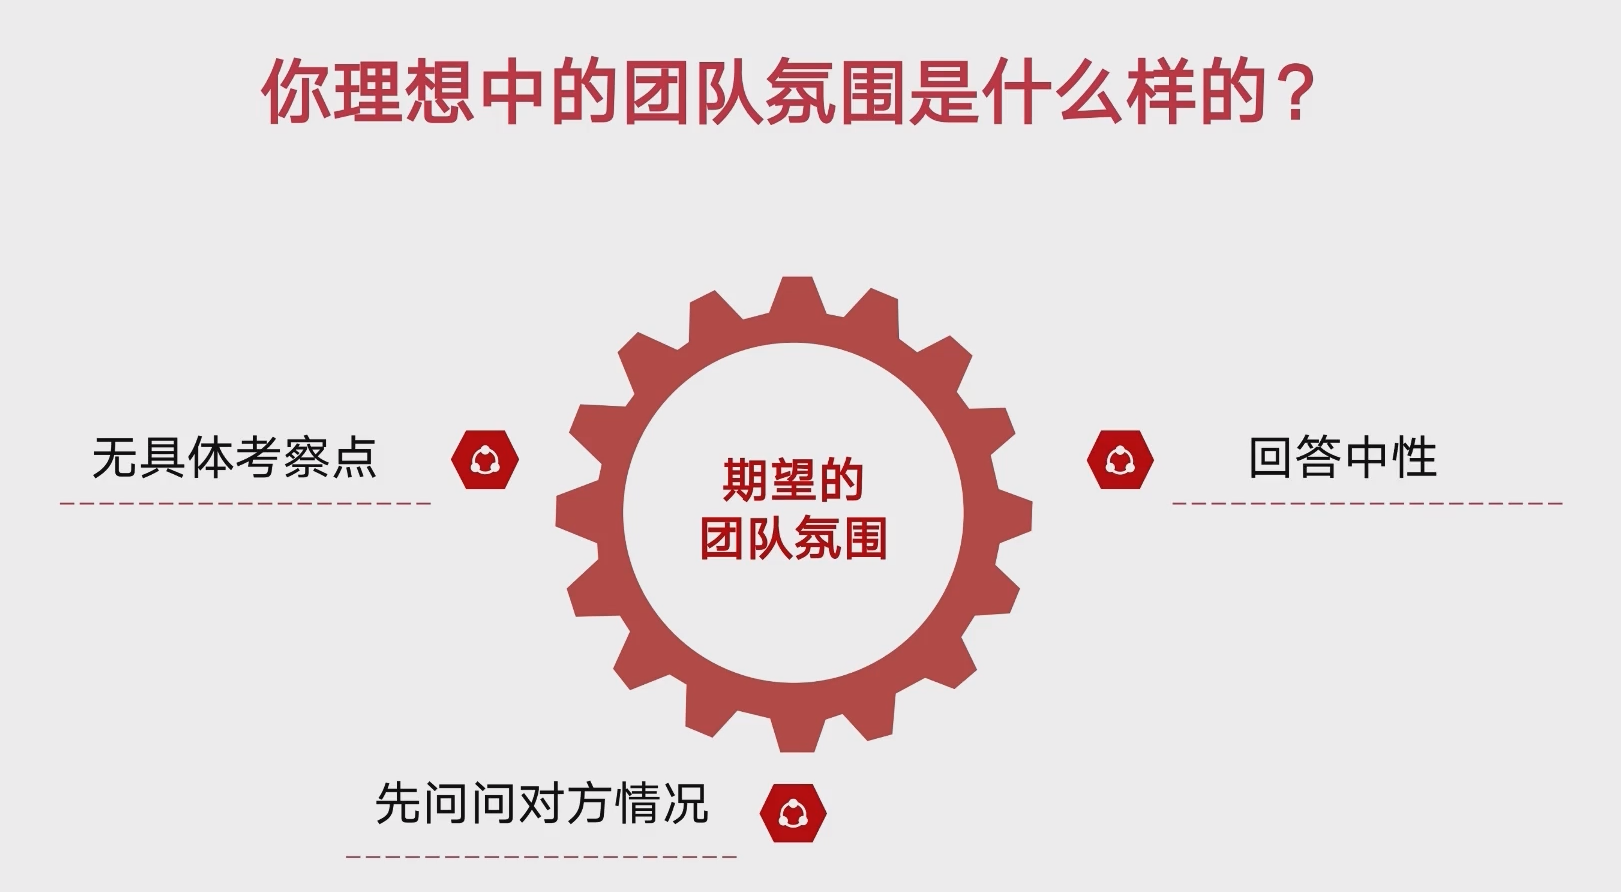 你理想中的团队氛围是什么样的?
无具体考察点
回答中性
期望的
团队氛围
先问问对方情况